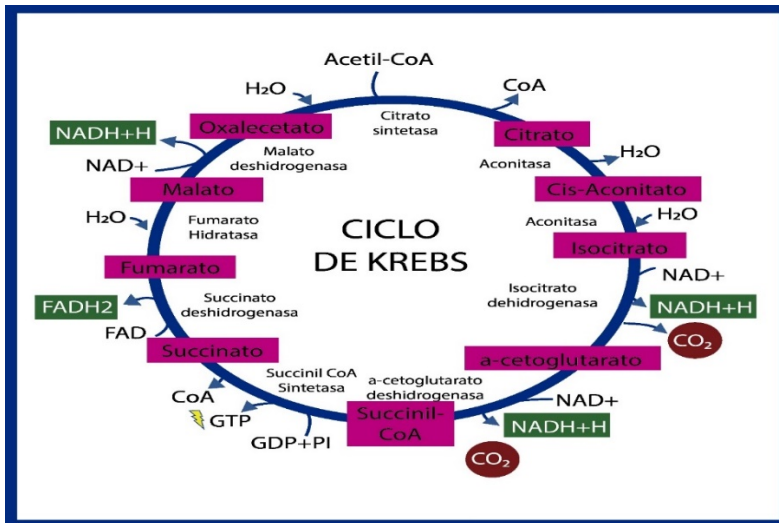 Acetil-CoA
H₂O
CoA
Citrato
sintetasa
Oxalecetato
Citrato
NADH+H
Malato
deshidrogenasa
Aconitasa
H₂O
NAD+
Malato
Cis-Aconitato
H₂O
Fumarato
Hidratasa
CICLO
DE KREBS
Aconitasa
H₂O
Isocitrato
Fumarato
NAD+
FADH2
Succinato
deshidrogenasa
Isocitrato
dehidrogenasa
NADH+H
FAD
CO₂
Succinato
a-cetoglutarato
Succinil CoA
Sintetasa
a-cetoglutarato
deshidrogenasa
CoA
GTP
NAD+
Succinil-
CoA
GDP+PI
NADH+H
CO₂